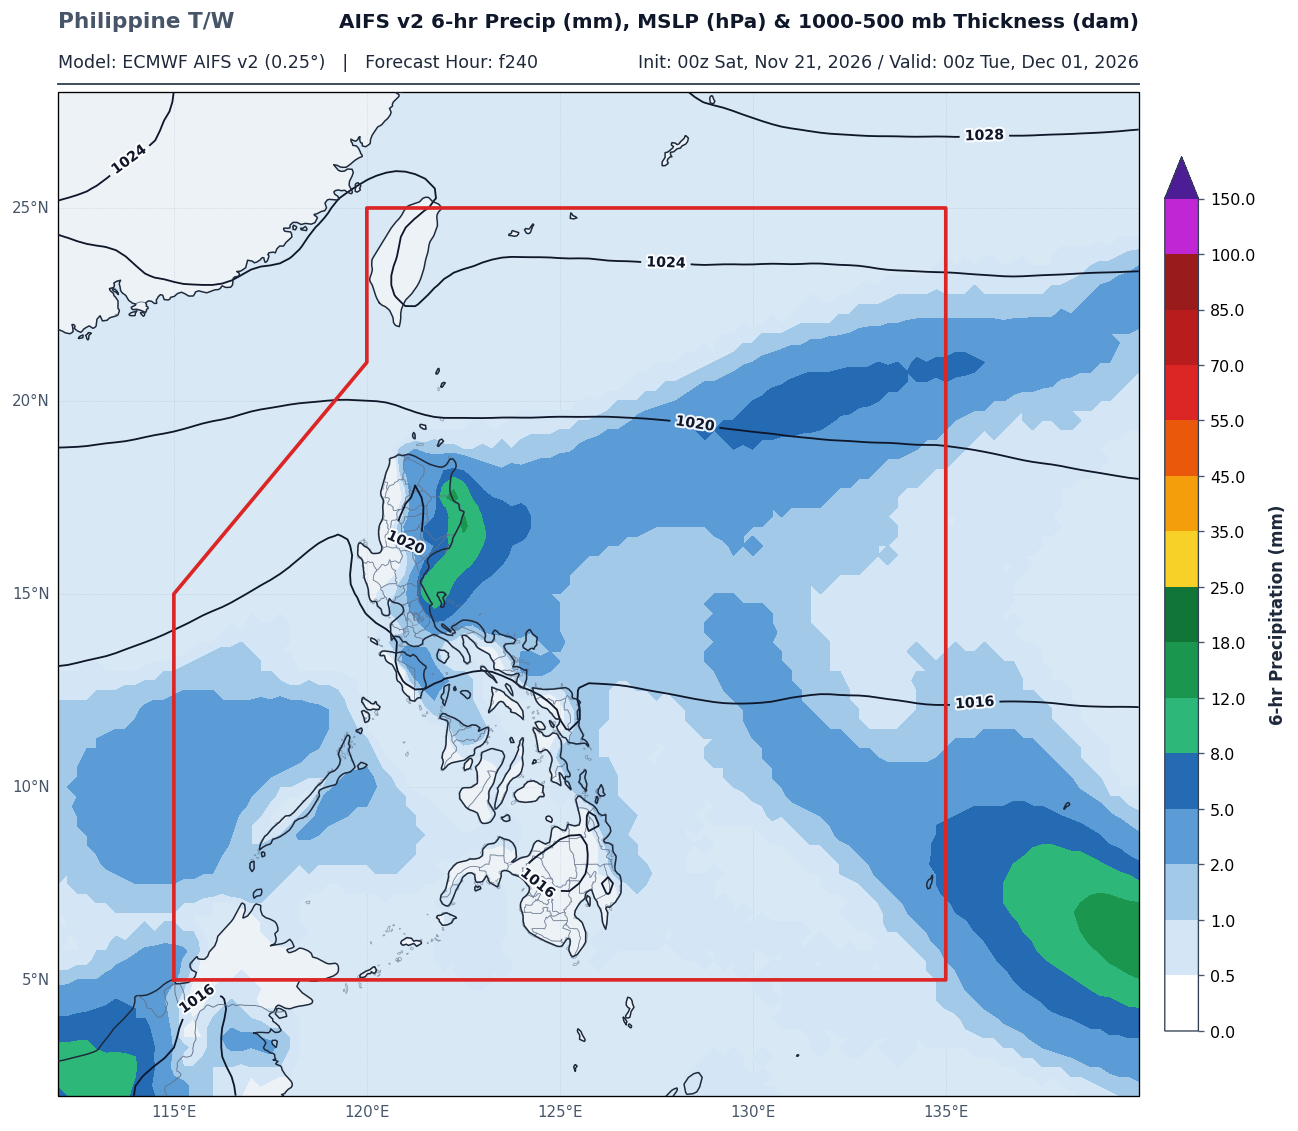 Philippine T/W
AIFS v2 6-hr Precip (mm), MSLP (hPa) & 1000-500 mb Thickness (dam)
Model: ECMWF AIFS v2 (0.25°) | Forecast Hour: f240
Init: 00z Sat, Nov 21, 2026 / Valid: 00z Tue, Dec 01, 2026
1028
1024
25°N
1024
20°N
1020
1020
15°N
1016
10°N
1016
5°N
1016
115°E
120°E
125°E
130°E
135°E
150.0
100.0
85.0
70.0
55.0
45.0
35.0
25.0
18.0
12.0
8.0
5.0
2.0
1.0
0.5
0.0
6-hr Precipitation (mm)